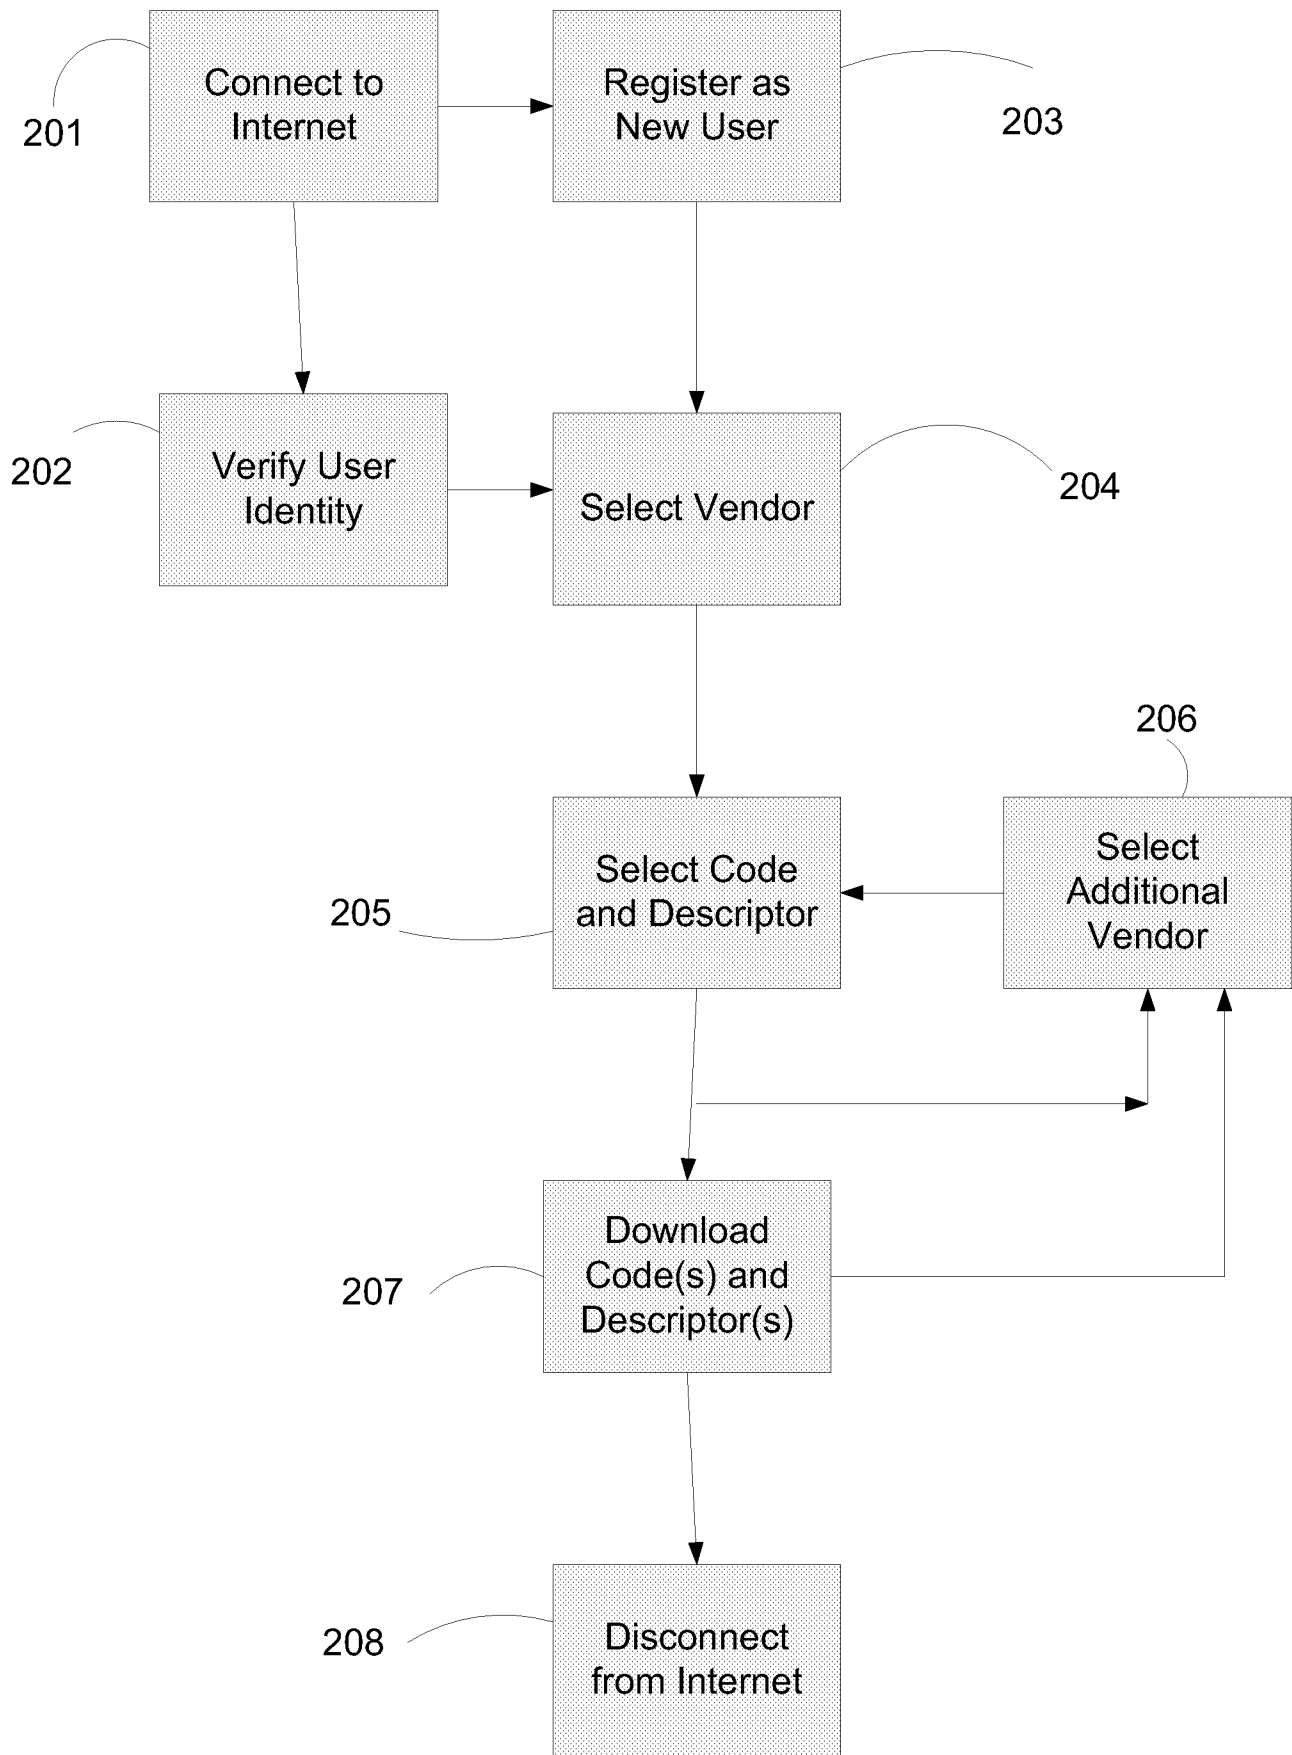 Connect to
Internet
201
Register as
New User
203
Verify User
Identity
202
Select Vendor
204
206
Select Code
and Descriptor
205
Select
Additional
Vendor
Download
Code(s) and
Descriptor(s)
207
Disconnect
from Internet
208